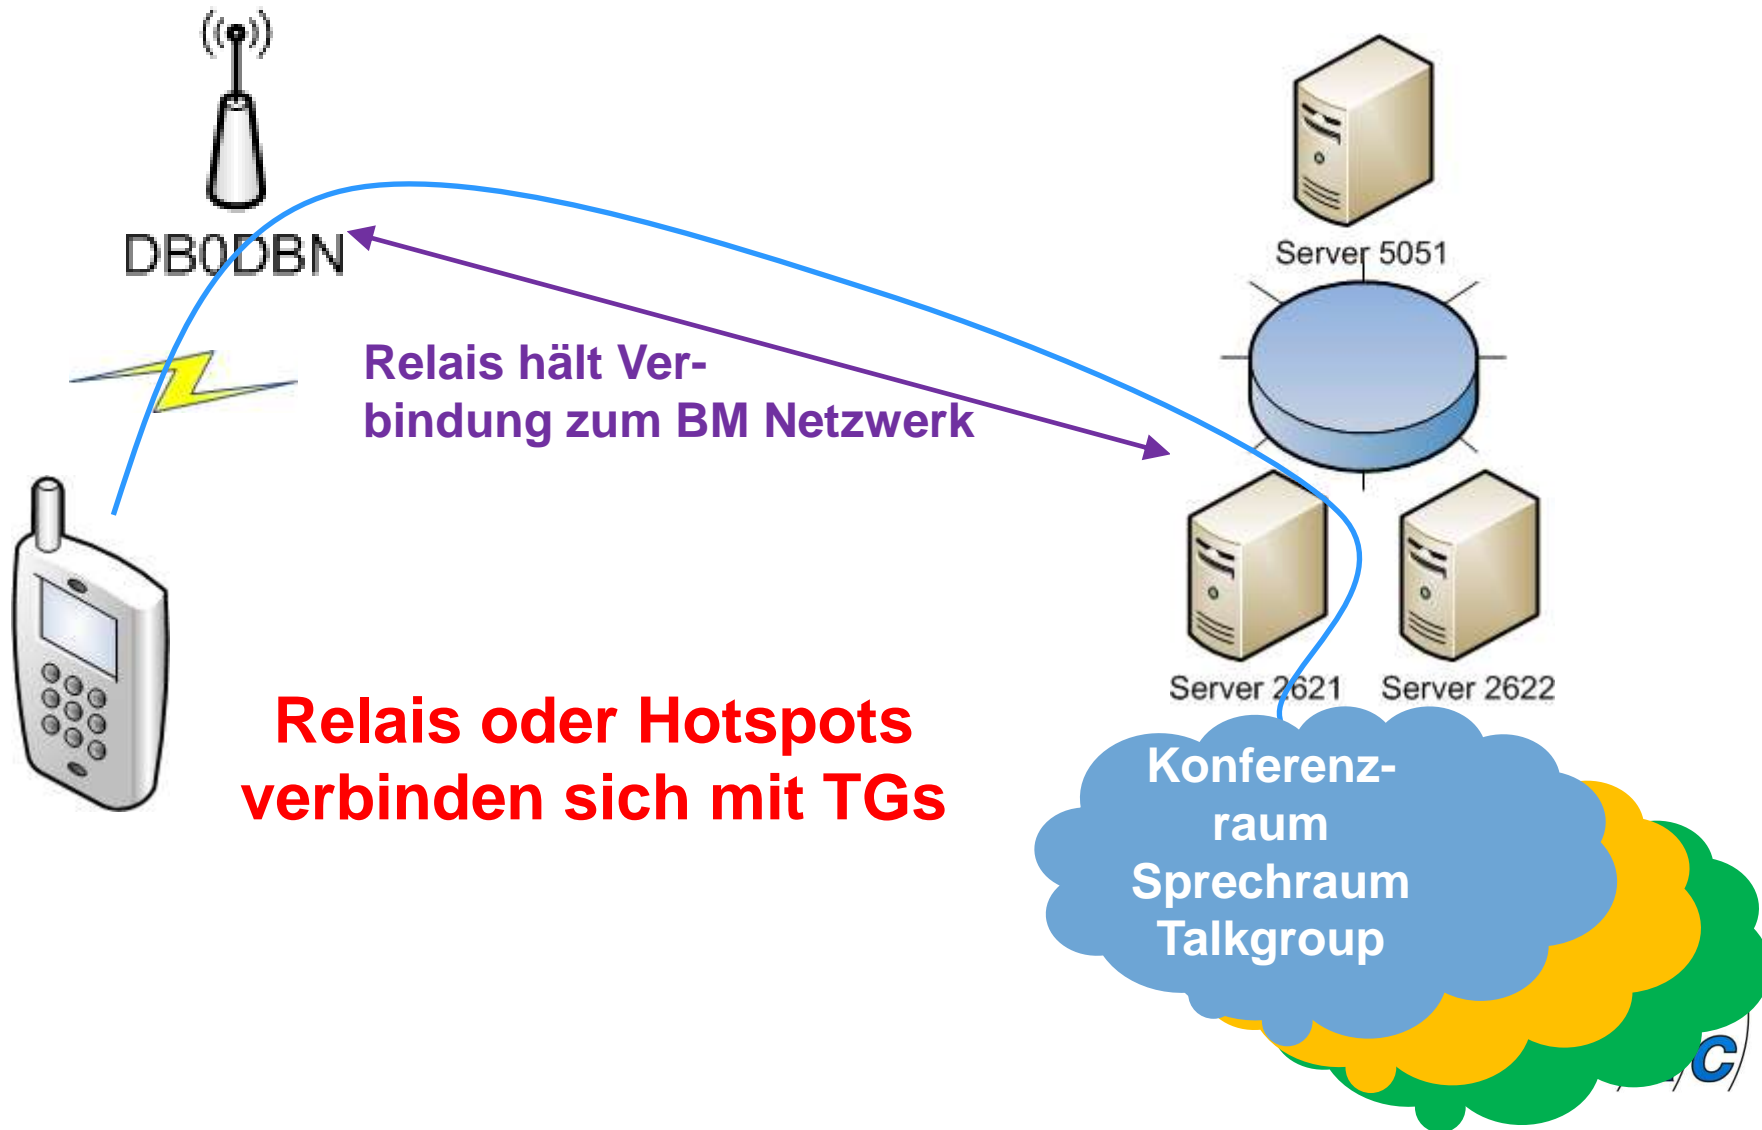 DB0DBN
Server 5051
Relais hält Ver-
bindung zum BM Netzwerk
Server 2621
Server 2622
Relais oder Hotspots
verbinden sich mit TGs
Konferenz-
raum
Sprechraum
Talkgroup
C